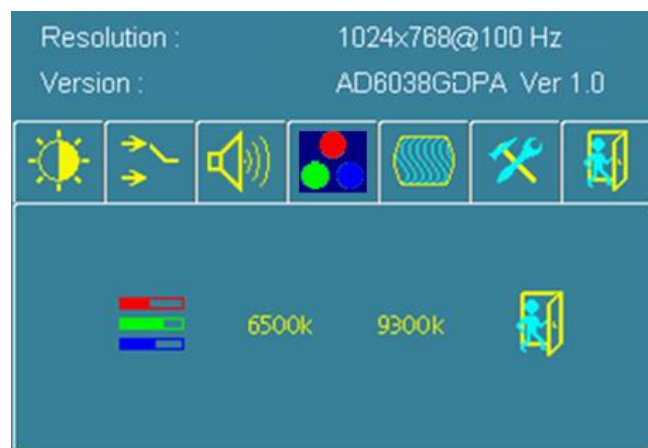 Resolution : 1024x768@100 Hz
Version : AD6038GDPA Ver 1.0
6500k 9300k